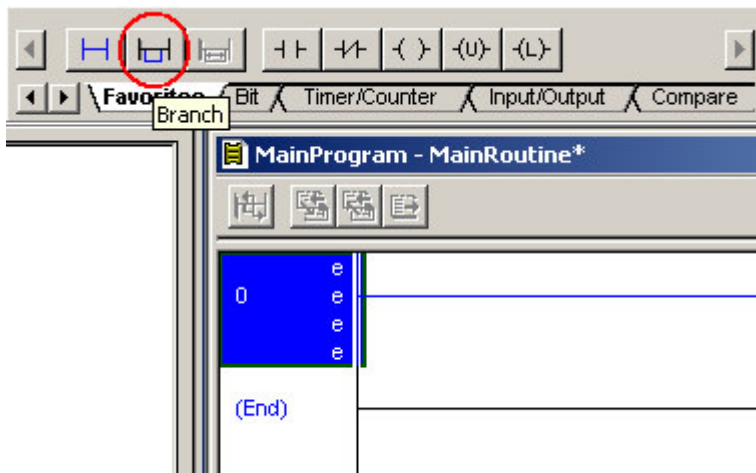 (U) (L)
Favorites Bit Timer/Counter Input/Output Compare
Branch
MainProgram - MainRoutine*
e
0 e
e
e
(End)